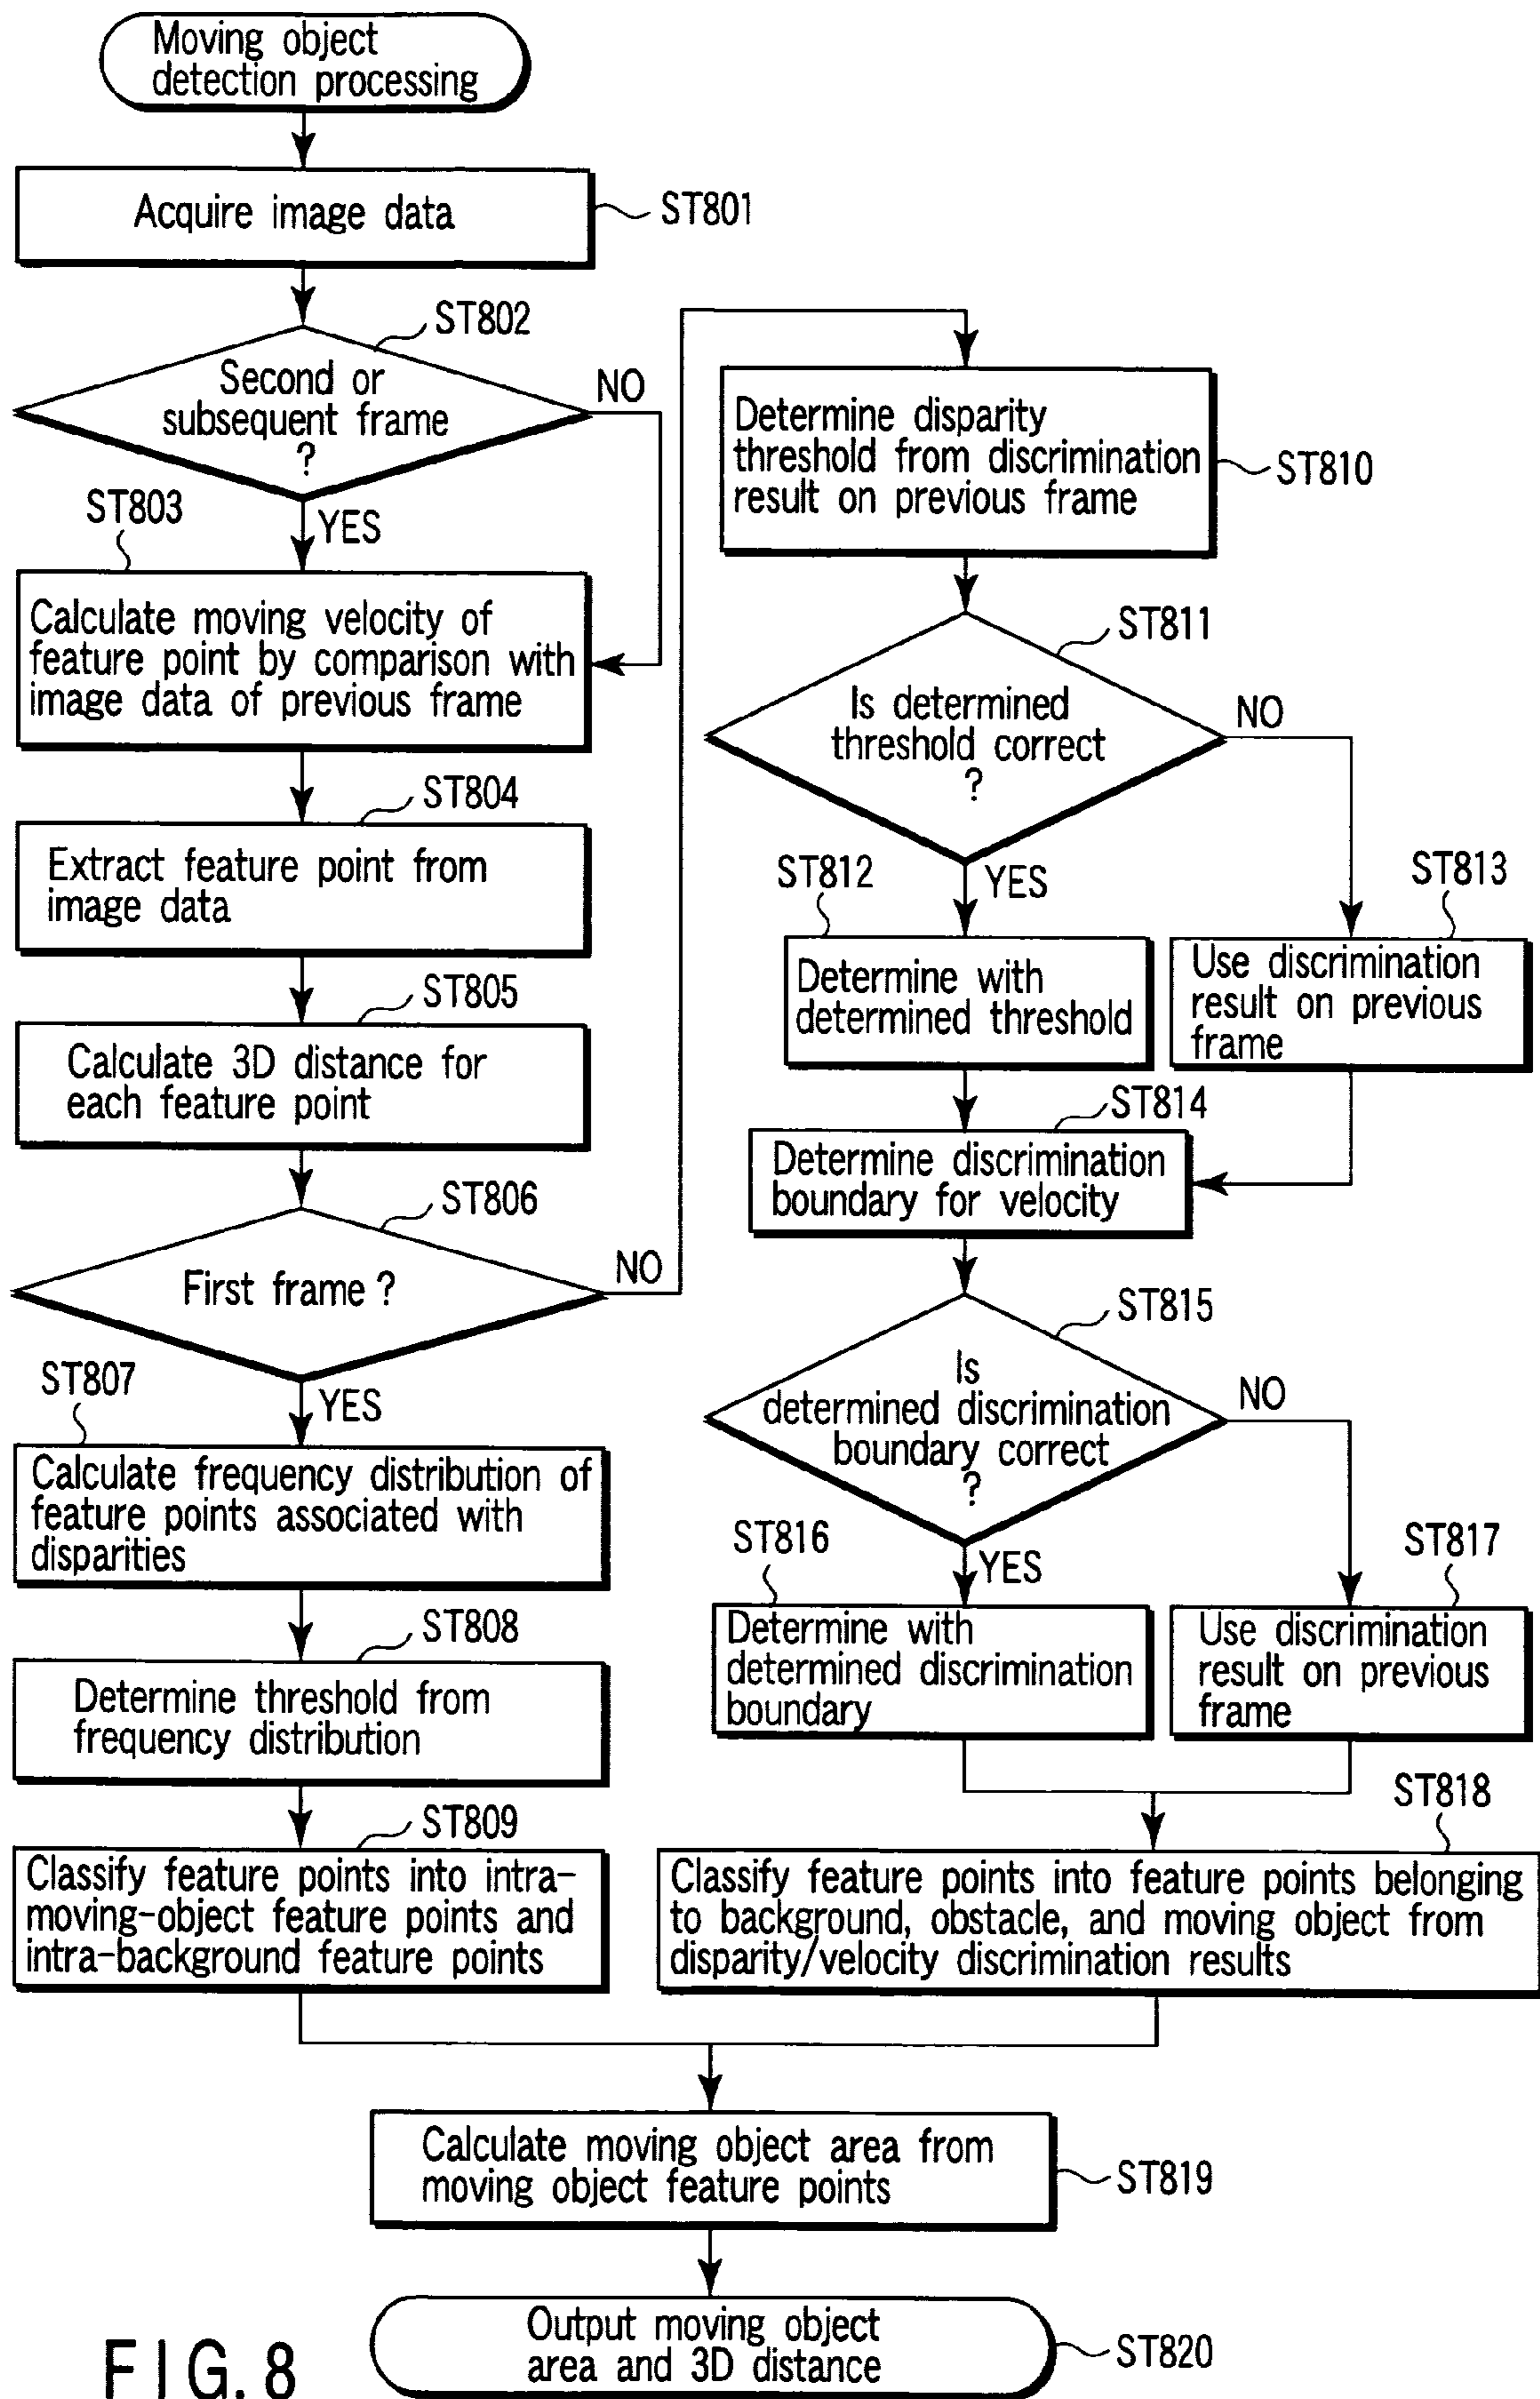 Moving object
detection processing
Acquire image data
ST801
ST802
Second or
subsequent frame
?
NO
YES
ST803
Calculate moving velocity of
feature point by comparison with
image data of previous frame
ST804
Extract feature point from
image data
ST805
Calculate 3D distance for
each feature point
ST806
First frame ?
NO
YES
ST807
Calculate frequency distribution of
feature points associated with
disparities
ST808
Determine threshold from
frequency distribution
ST809
Classify feature points into intra-
moving-object feature points and
intra-background feature points
Determine disparity
threshold from discrimination
result on previous frame
ST810
ST811
Is determined
threshold correct
?
NO
YES
ST812
Determine with
determined threshold
ST813
Use discrimination
result on previous
frame
ST814
Determine discrimination
boundary for velocity
ST815
Is
determined discrimination
boundary correct
?
NO
YES
ST816
Determine with
determined discrimination
boundary
ST817
Use discrimination
result on previous
frame
ST818
Classify feature points into feature points belonging
to background, obstacle, and moving object from
disparity/velocity discrimination results
Calculate moving object area from
moving object feature points
ST819
Output moving object
area and 3D distance
ST820
FIG. 8